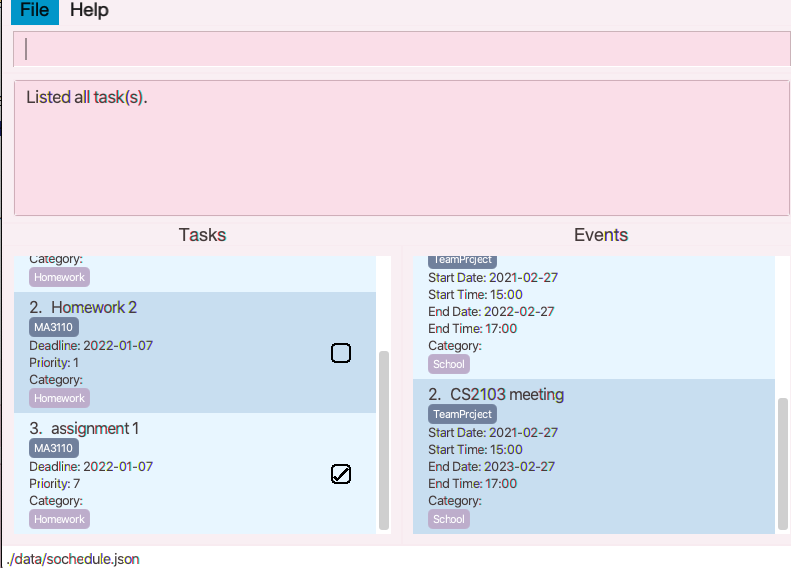 File Help
Listed all task(s).
Tasks
Events
Category:
Homework
2. Homework 2
MA3110
Deadline: 2022-01-07
Priority: 1
Category:
Homework
3. assignment 1
MA3110
Deadline: 2022-01-07
Priority: 7
Category:
Homework
TeamPrject
Start Date: 2021-02-27
Start Time: 15:00
End Date: 2022-02-27
End Time: 17:00
Category:
School
2. CS2103 meeting
TeamPrject
Start Date: 2021-02-27
Start Time: 15:00
End Date: 2023-02-27
End Time: 17:00
Category:
School
./data/sochedule.json